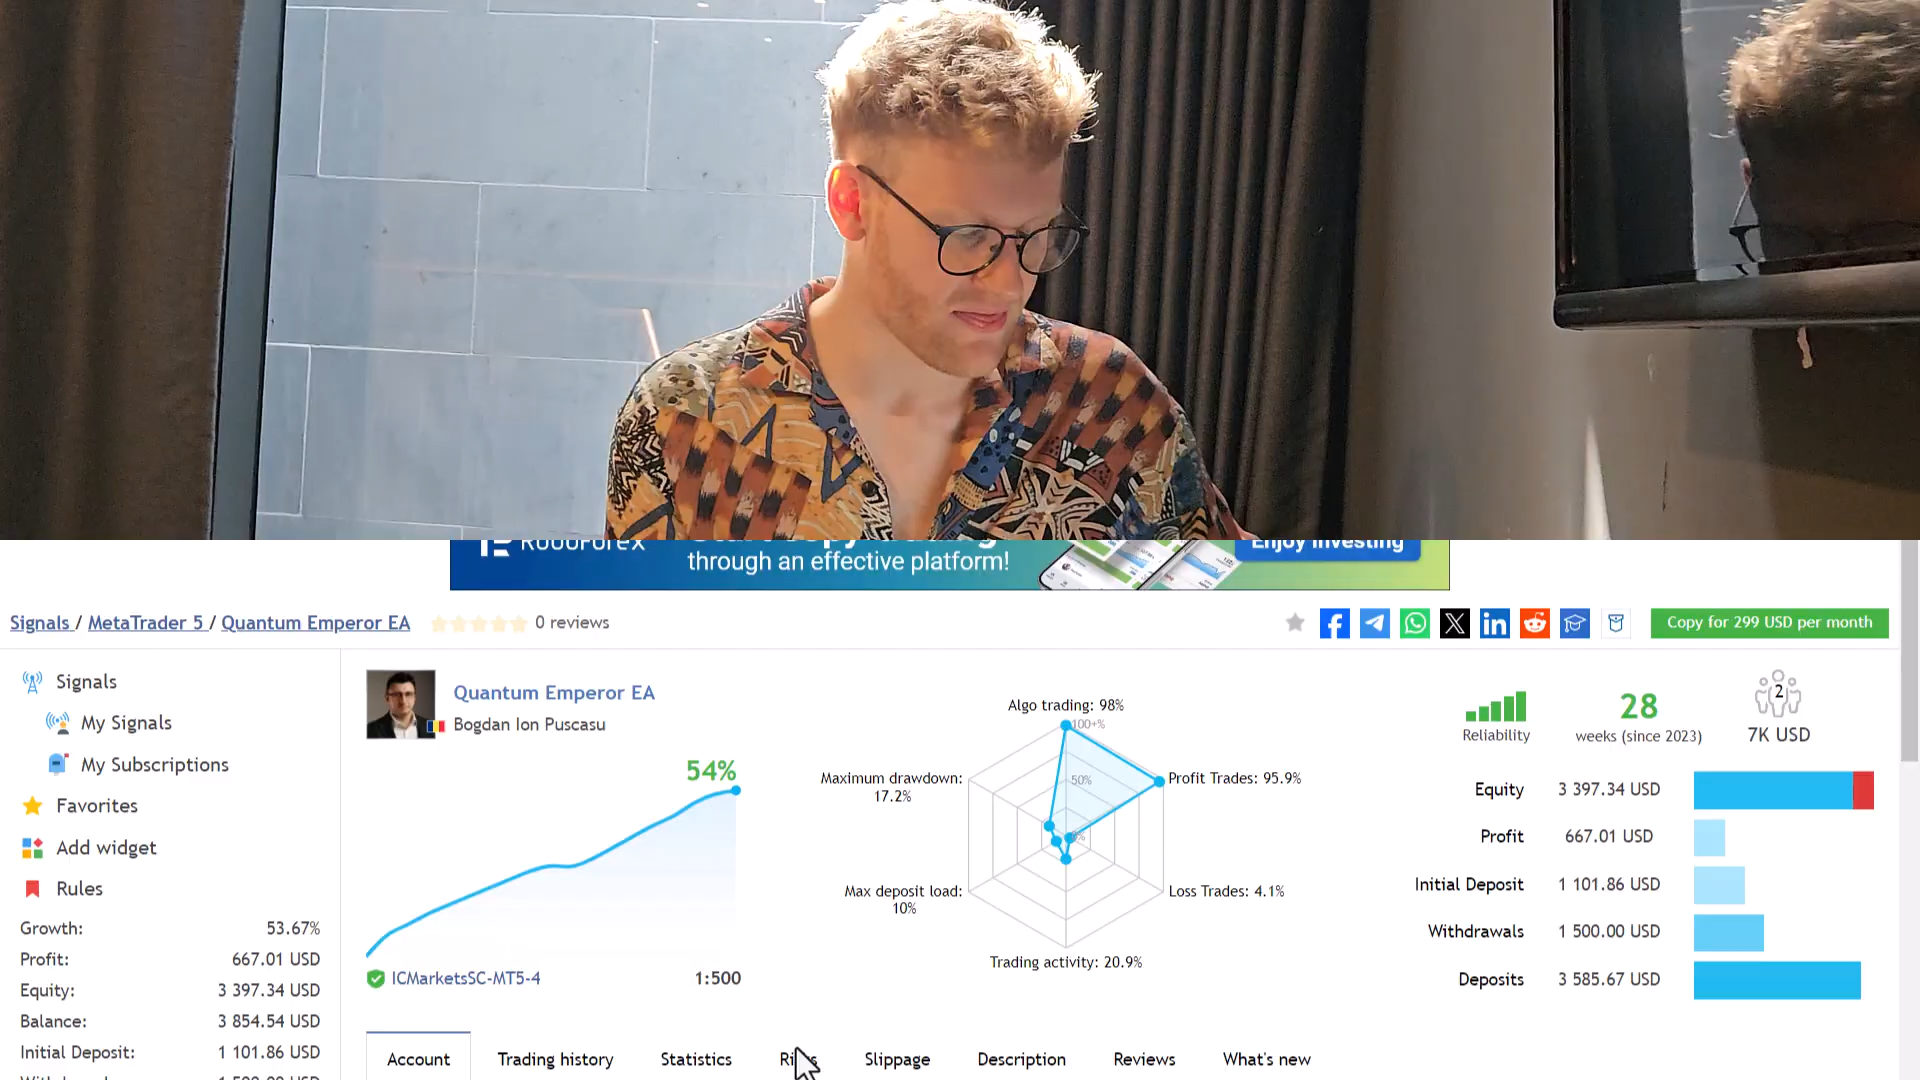 RoboForex
through an effective platform!
Enjoy investing
Signals / MetaTrader 5 / Quantum Emperor EA
0 reviews
Copy for 299 USD per month
Signals
My Signals
My Subscriptions
Favorites
Add widget
Rules
Growth: 53.67%
Profit: 667.01 USD
Equity: 3 397.34 USD
Balance: 3 854.54 USD
Initial Deposit: 1 101.86 USD
Quantum Emperor EA
Bogdan Ion Puscasu
54%
ICMarketsSC-MT5-4
1:500
Algo trading: 98%
100+%
50%
Maximum drawdown:
17.2%
Profit Trades: 95.9%
Max deposit load:
10%
Loss Trades: 4.1%
Trading activity: 20.9%
Reliability
28
weeks (since 2023)
2
7K USD
Equity 3 397.34 USD
Profit 667.01 USD
Initial Deposit 1 101.86 USD
Withdrawals 1 500.00 USD
Deposits 3 585.67 USD
Account
Trading history
Statistics
Slippage
Description
Reviews
What's new